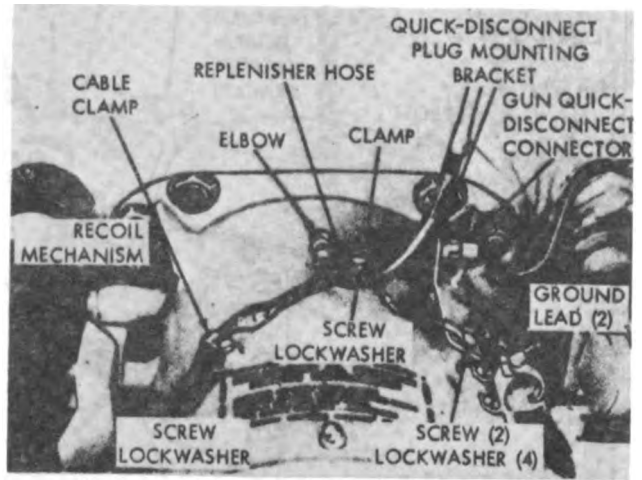 QUICK-DISCONNECT
PLUG MOUNTING
BRACKET
CABLE
CLAMP
REPLENISHER HOSE
GUN QUICK-
DISCONNECT
CONNECTOR
ELBOW
CLAMP
RECOIL
MECHANISM
GROUND
LEAD (2)
SCREW
LOCKWASHER
SCREW
LOCKWASHER
SCREW (2)
LOCKWASHER (4)